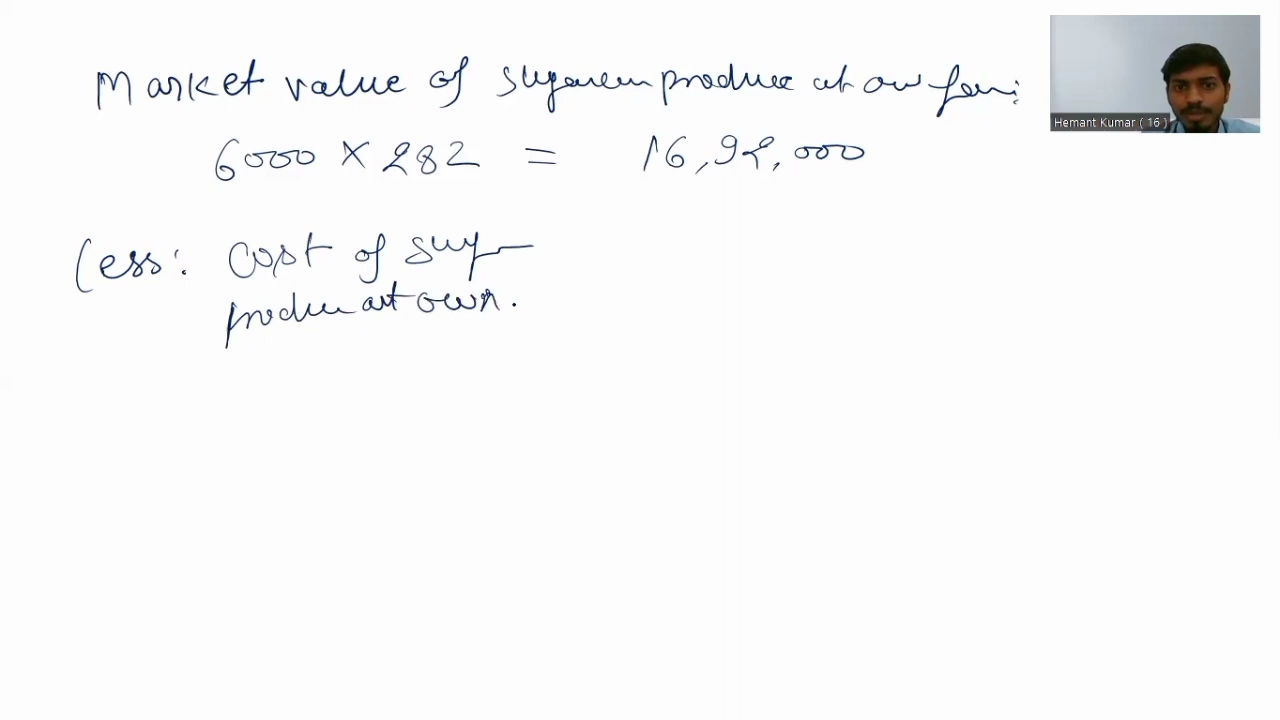 Market value of sugarcane produce at own farm:
Hemant Kumar ( 16 )
6000 × 282 = 16,92,000
Less: cost of sugar
produce at own.